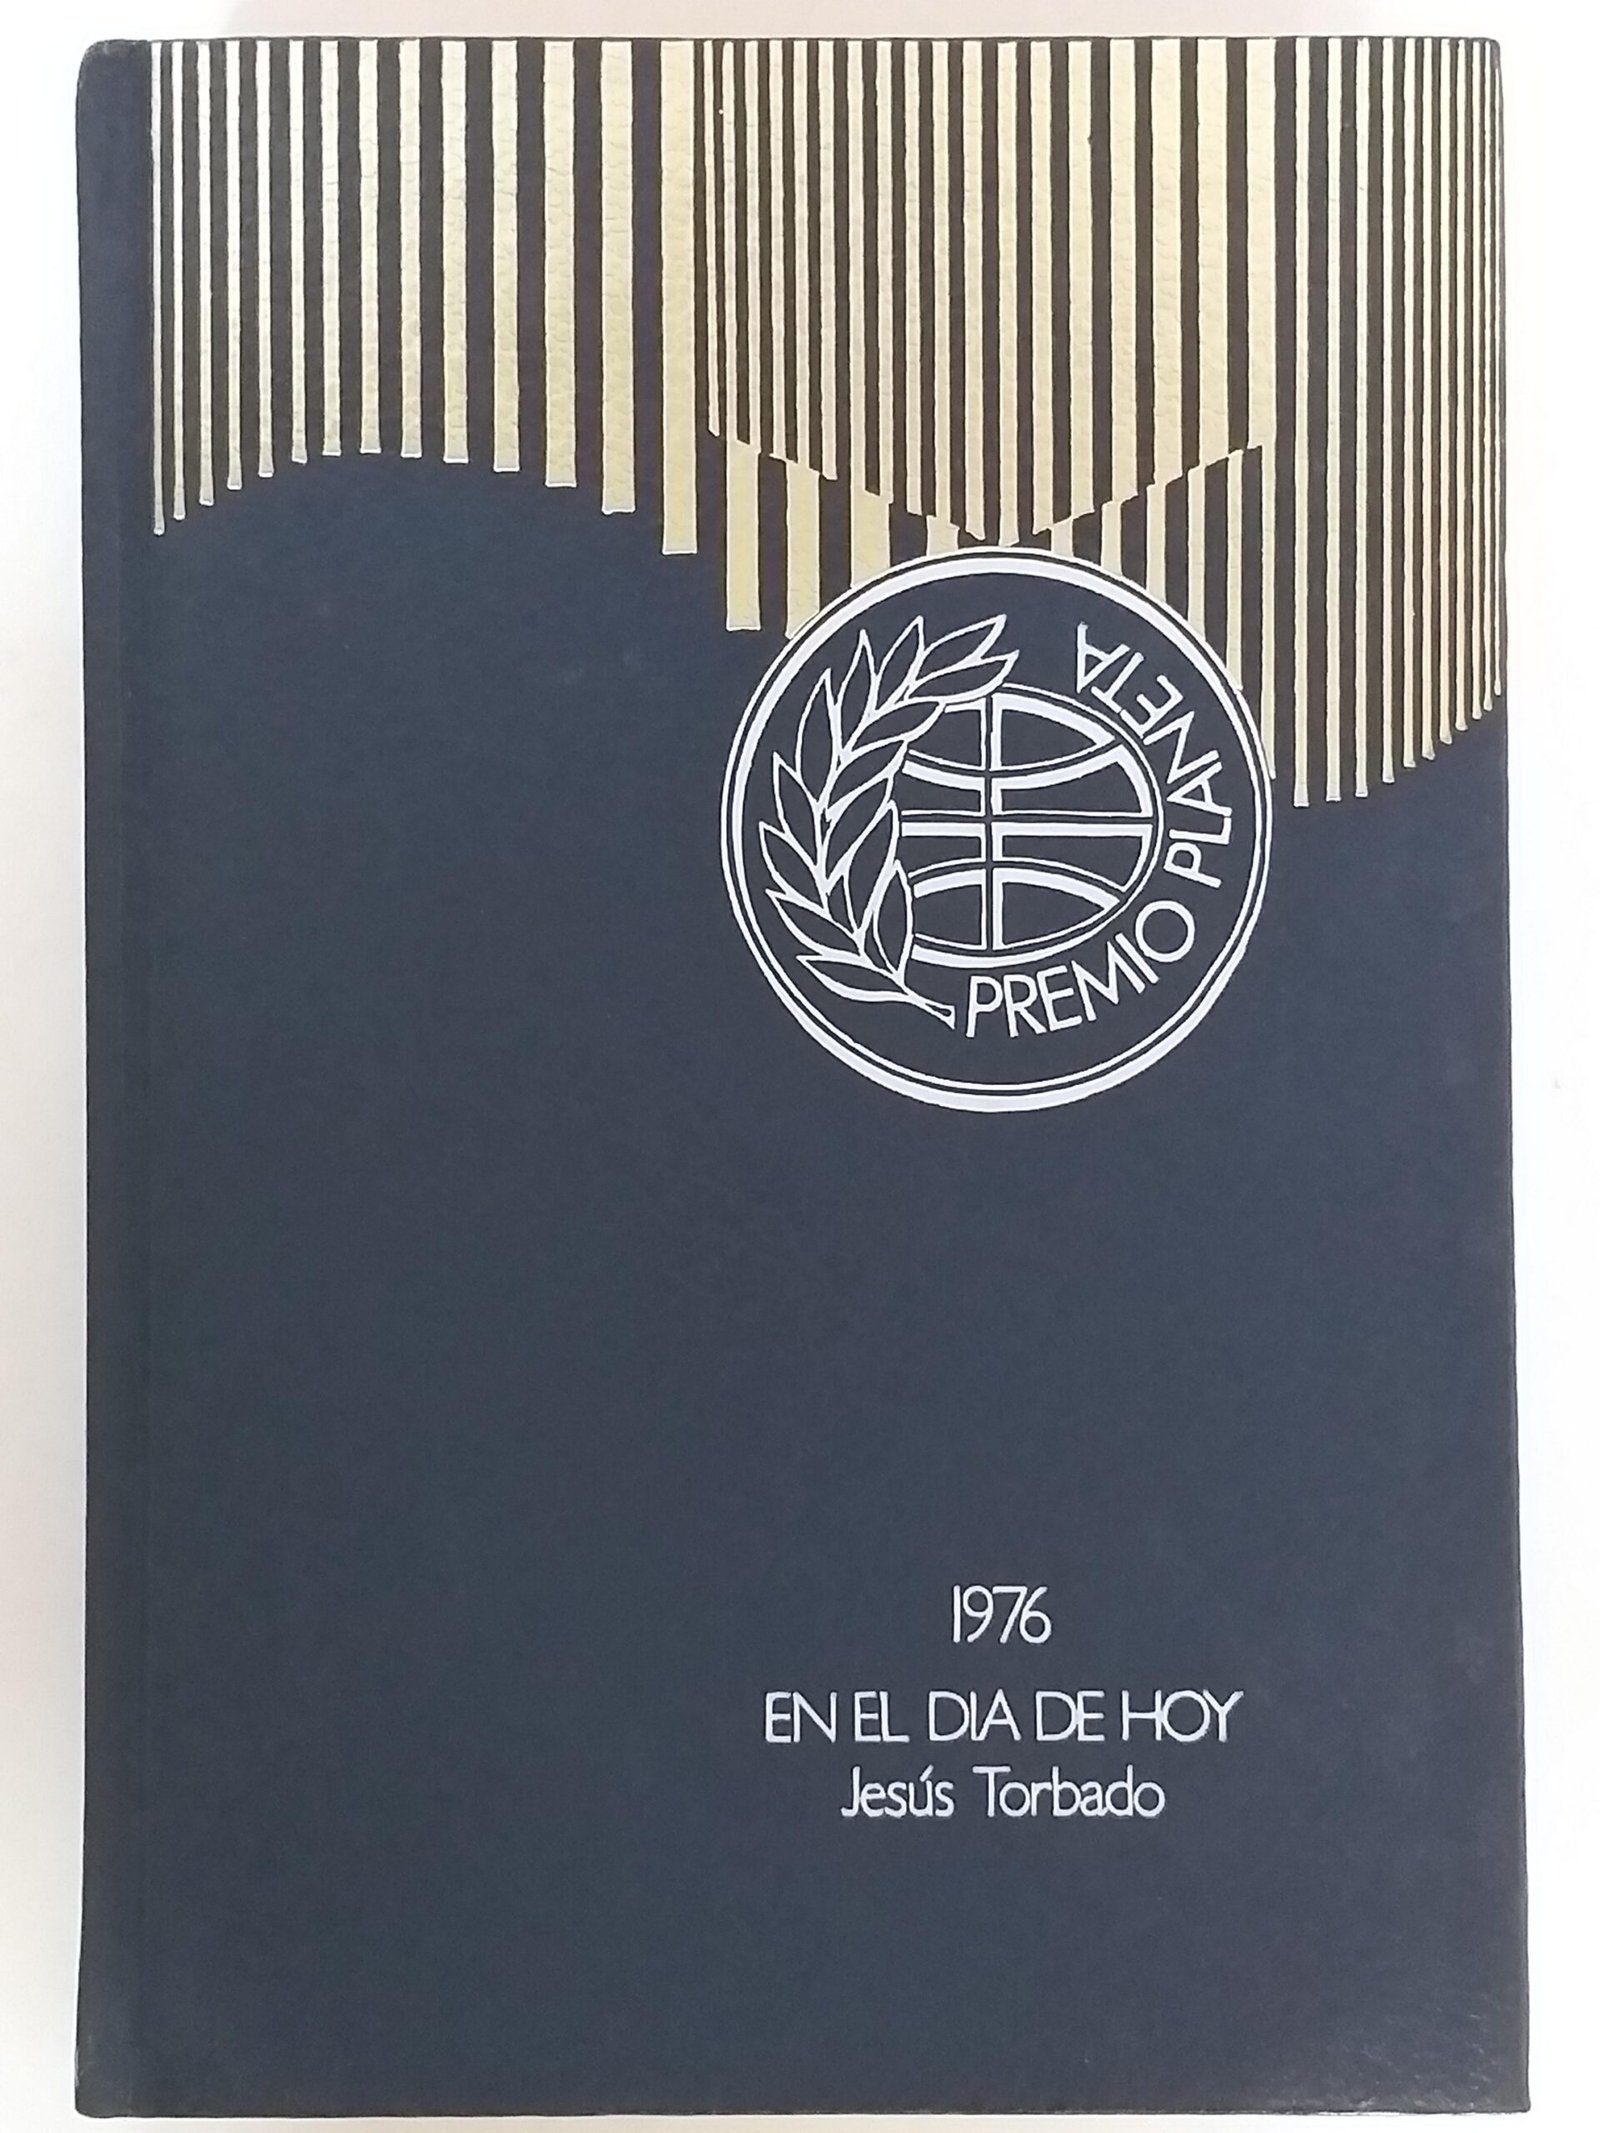 PREMIO PLANETA
1976
EN EL DIA DE HOY
Jesús Torbado